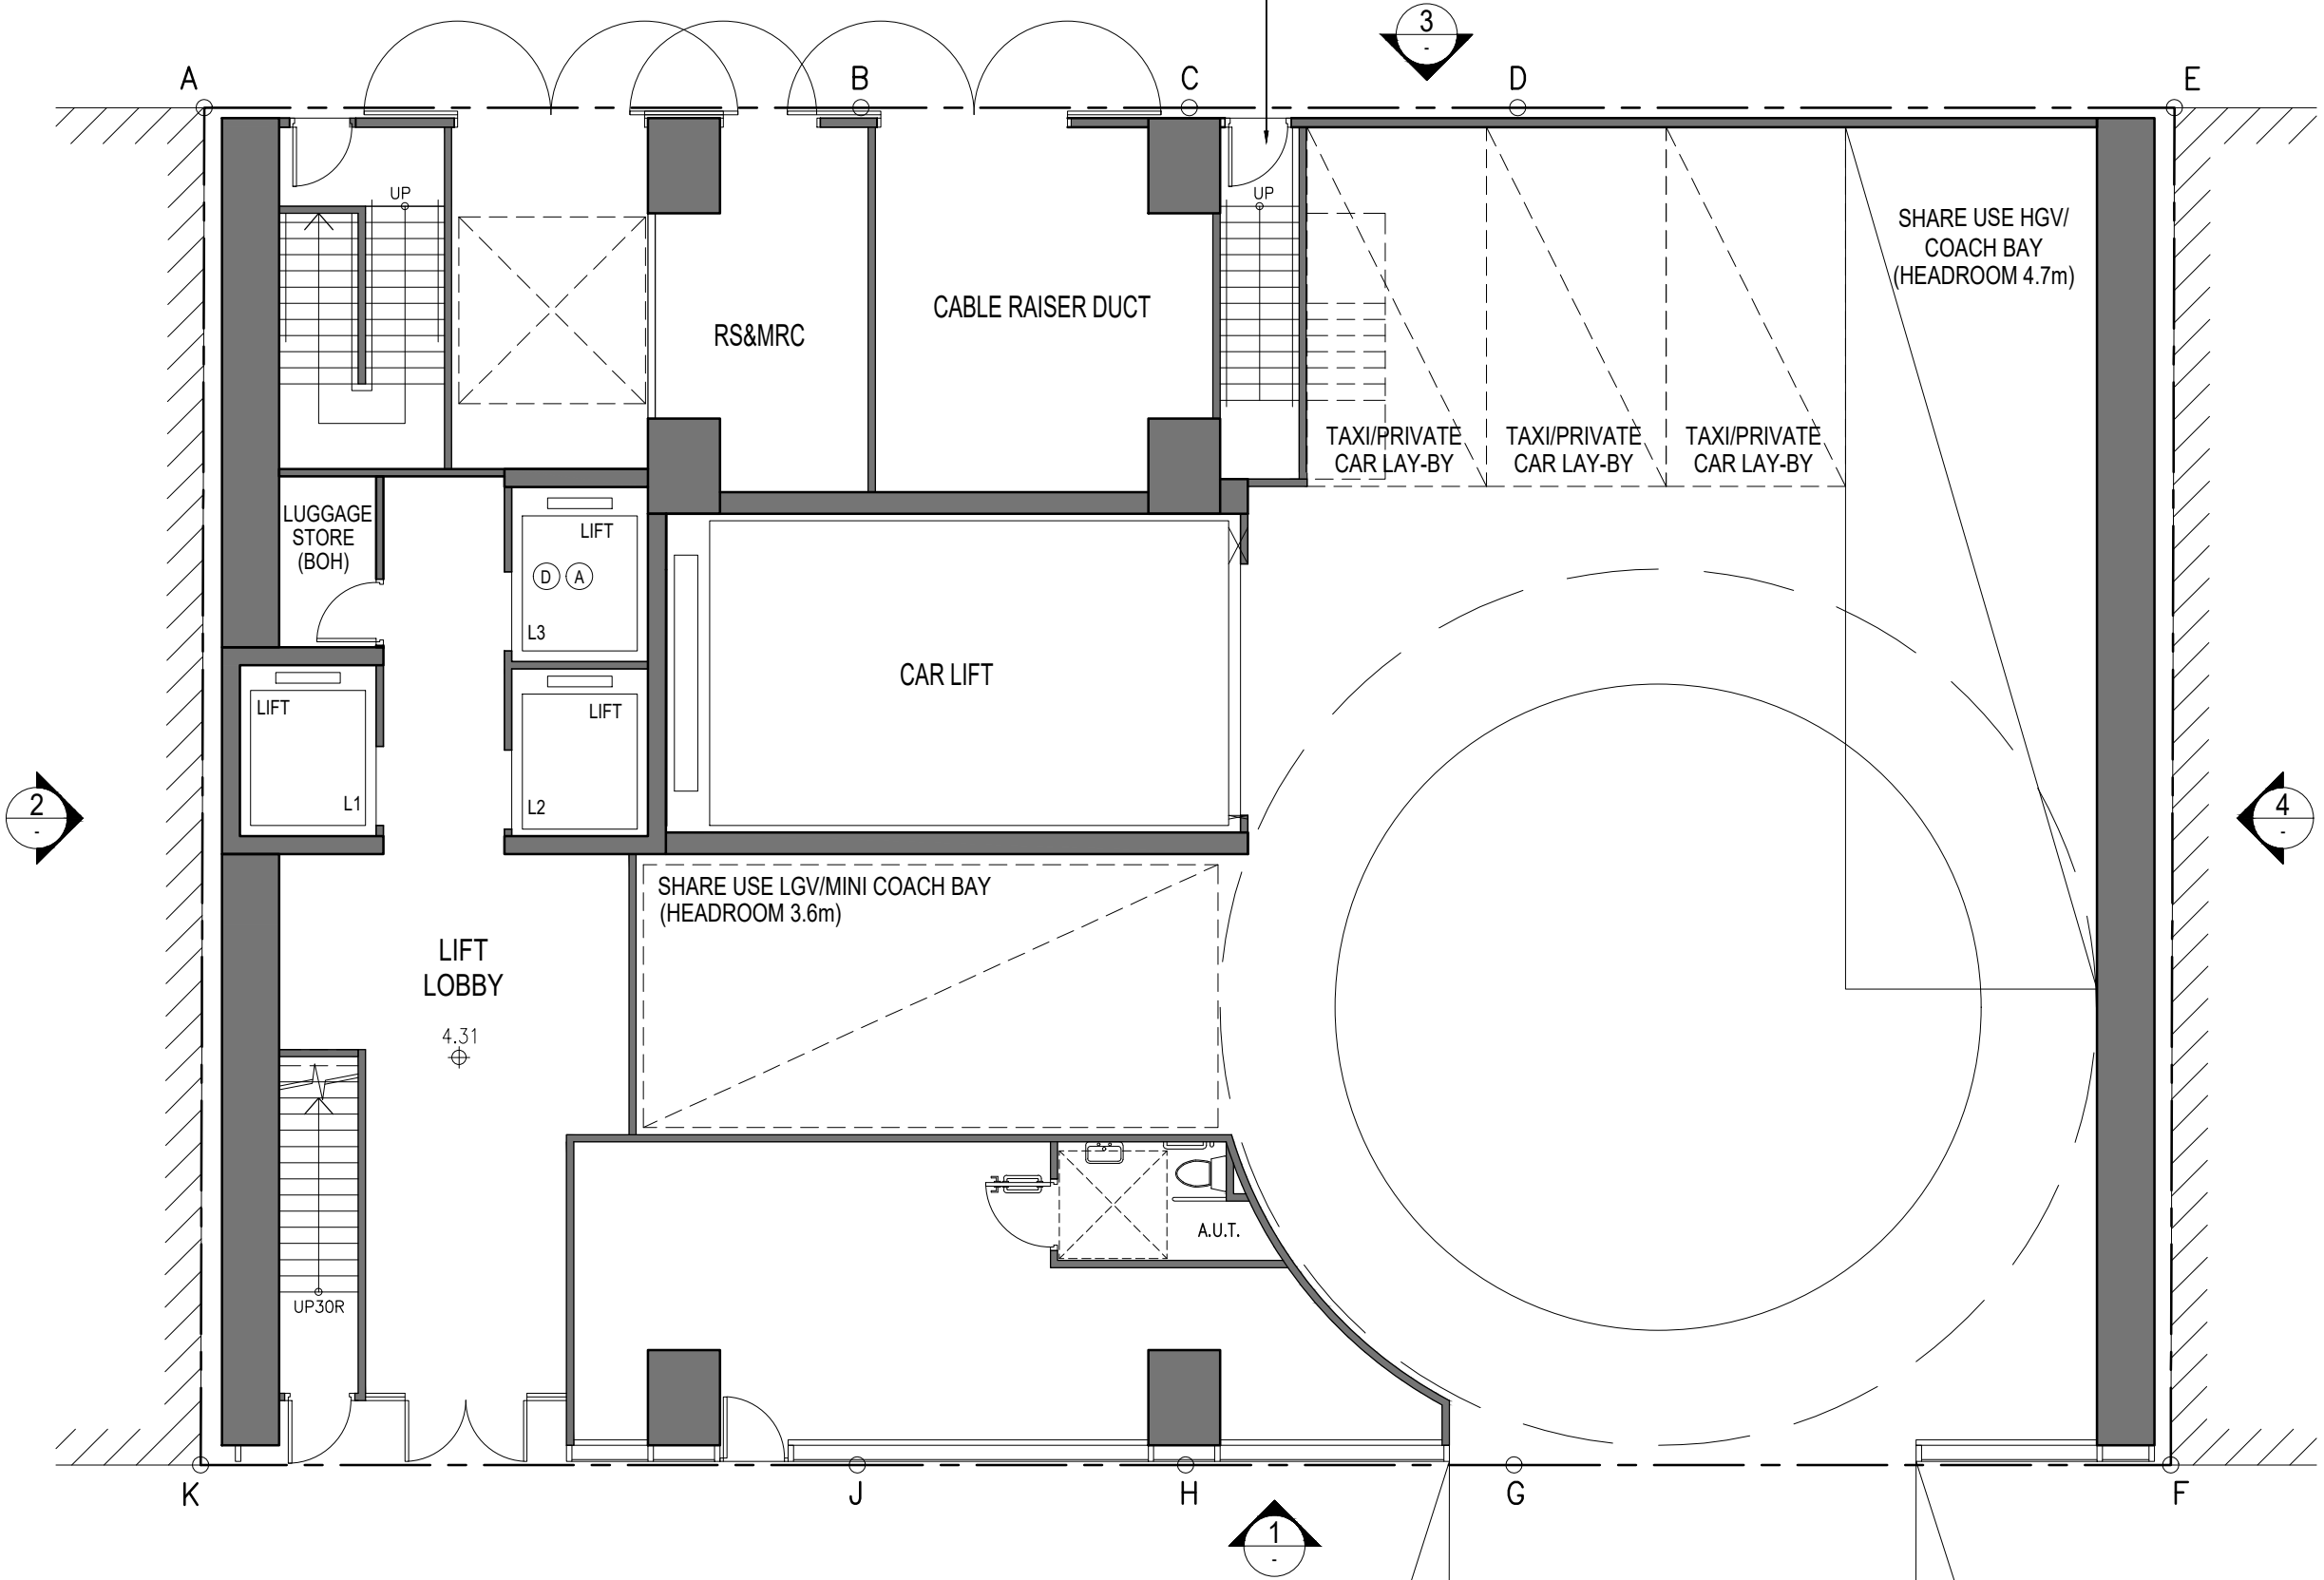 3
-
A
B
C
D
E
UP
UP
SHARE USE HGV/
COACH BAY
(HEADROOM 4.7m)
RS&MRC
CABLE RAISER DUCT
TAXI/PRIVATE
CAR LAY-BY
TAXI/PRIVATE
CAR LAY-BY
TAXI/PRIVATE
CAR LAY-BY
LUGGAGE
STORE
(BOH)
LIFT
D A
L3
CAR LIFT
LIFT
L1
LIFT
L2
2
-
4
-
SHARE USE LGV/MINI COACH BAY
(HEADROOM 3.6m)
LIFT
LOBBY
4.31
A.U.T.
UP30R
K
J
H
G
F
1
-